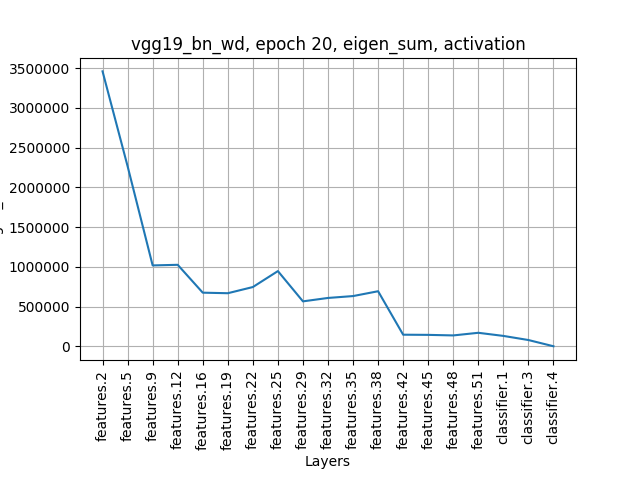 vgg19_bn_wd, epoch 20, eigen_sum, activation
3500000
3000000
2500000
2000000
1500000
1000000
500000
0
features.2
features.5
features.9
features.12
features.16
features.19
features.22
features.25
features.29
features.32
features.35
features.38
features.42
features.45
features.48
features.51
classifier.1
classifier.3
classifier.4
Layers